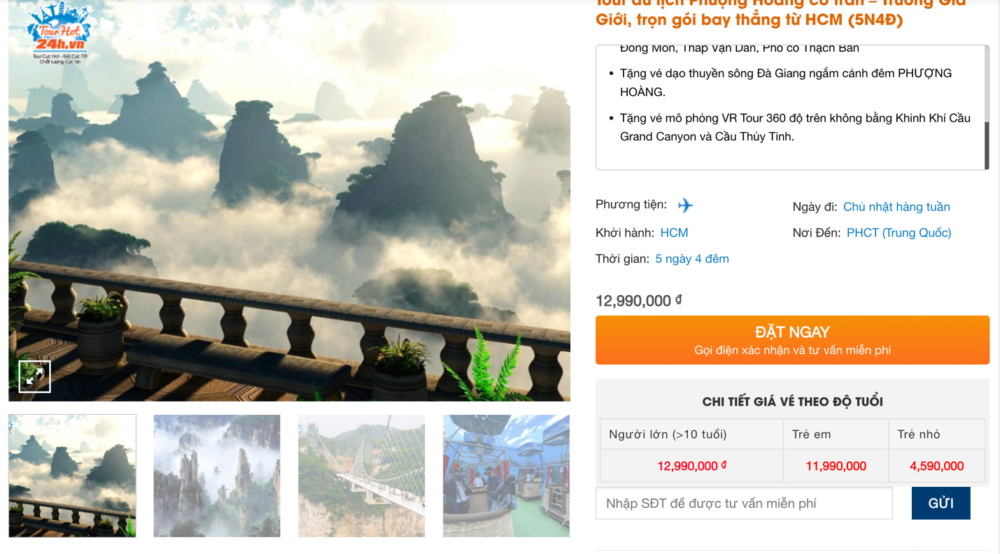 Tour Hot
24h.vn
Tour Cực Hot - Giá Cực Tốt
Chất Lượng Cực Xịn
Tour du lịch Phượng Hoàng cổ trấn – Trương Gia
Giới, trọn gói bay thẳng từ HCM (5N4Đ)
Đồng Môn, Tháp Vạn Danh, Phố cổ Thạch Bản
Tặng vé dạo thuyền sông Đà Giang ngắm cảnh đêm PHƯỢNG
HOÀNG.
Tặng vé mô phỏng VR Tour 360 độ trên không bằng Khinh Khí Cầu
Grand Canyon và Cầu Thủy Tinh.
Phương tiện:
Ngày đi: Chủ nhật hàng tuần
Khởi hành: HCM
Nơi Đến: PHCT (Trung Quốc)
Thời gian: 5 ngày 4 đêm
12,990,000 ₫
ĐẶT NGAY
Gọi điện xác nhận và tư vấn miễn phí
CHI TIẾT GIÁ VÉ THEO ĐỘ TUỔI
Người lớn (>10 tuổi) Trẻ em Trẻ nhỏ
12,990,000 ₫ 11,990,000 4,590,000
Nhập SĐT để được tư vấn miễn phí
GỬI